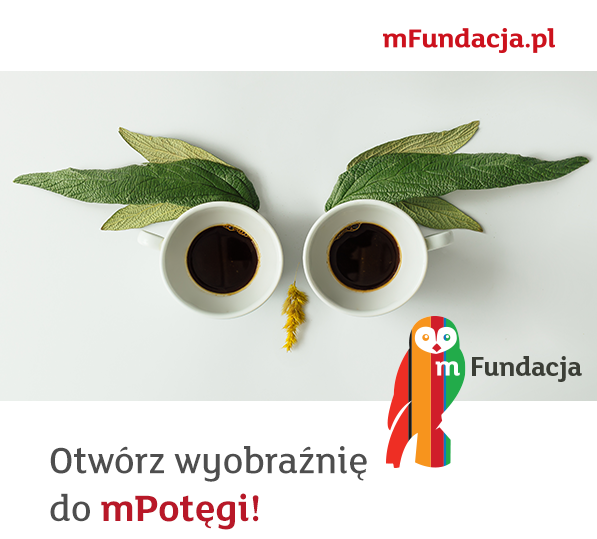 mFundacja.pl
m Fundacja
Otwórz wyobraźnię
do mPotęgi!